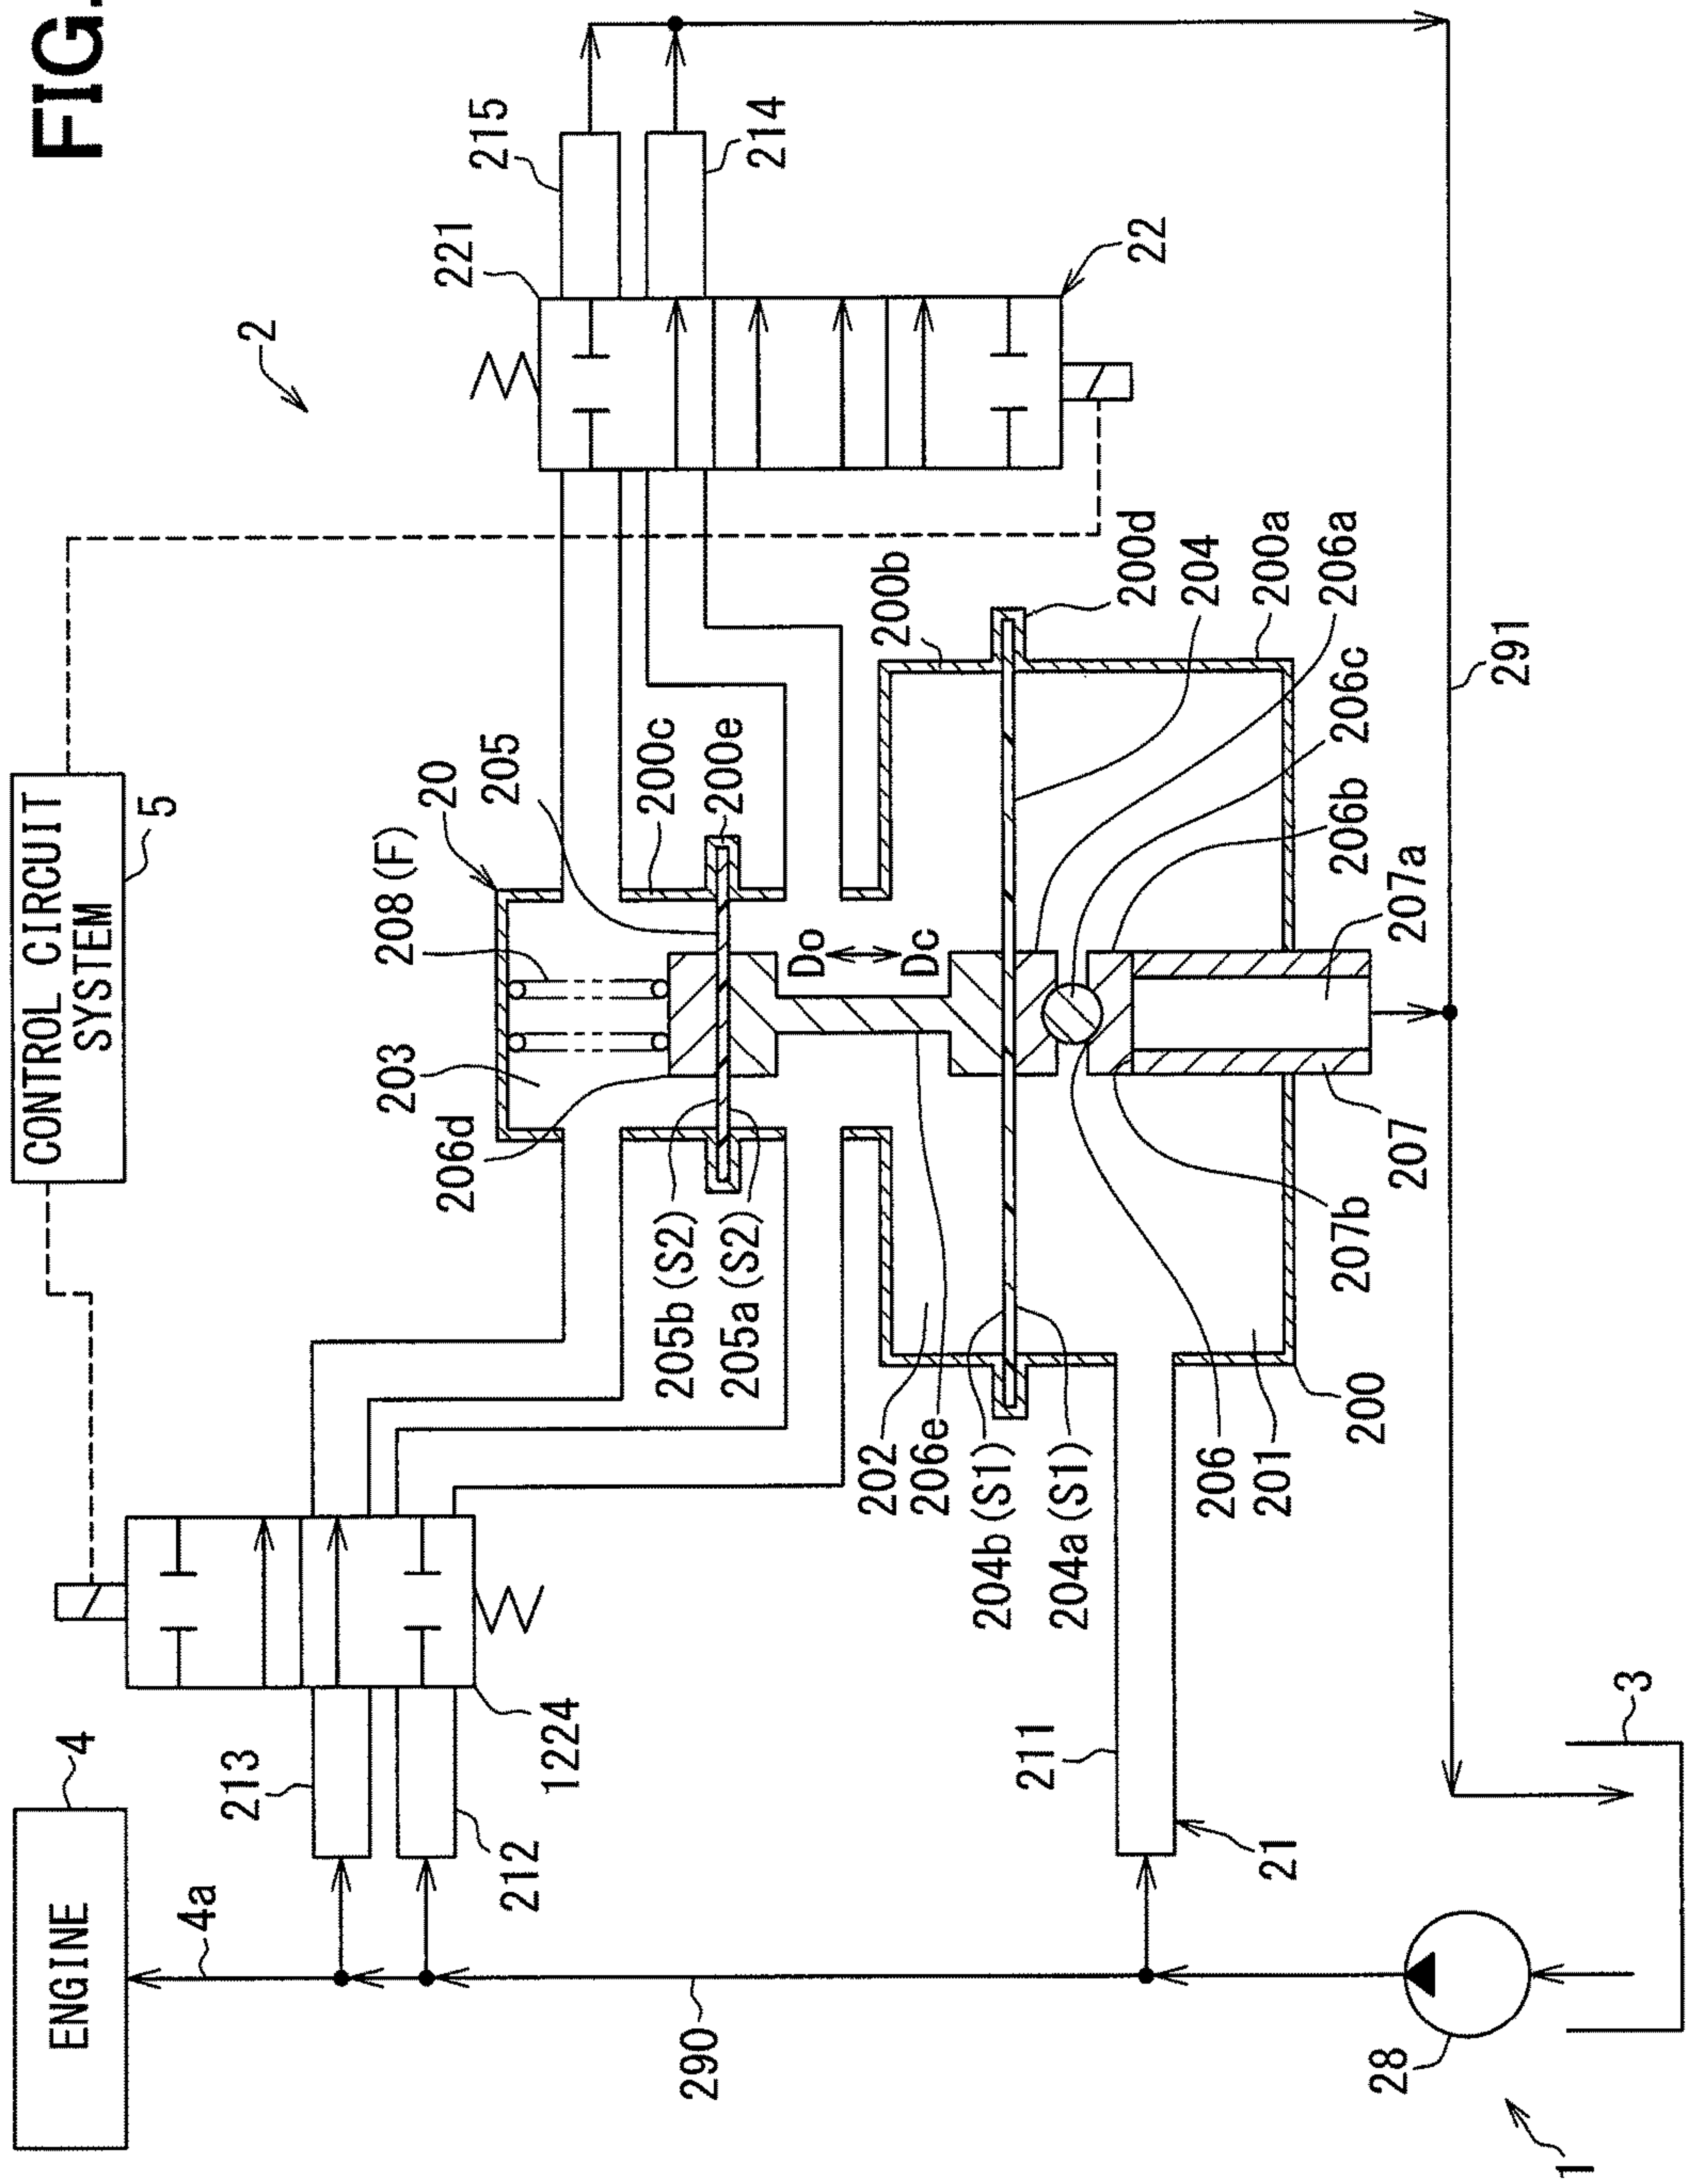 FIG.
CONTROL CIRCUIT
SYSTEM
5
ENGINE
4
4a
213
212
1224
290
28
1
3
21
211
2
215
214
221
22
20
205
208(F)
203
206d
200c
200e
Do
Dc
205b(S2)
205a(S2)
202
206e
204b(S1)
204a(S1)
206
201
200
207b
207
207a
206b
206c
206a
200a
204
200d
200b
291